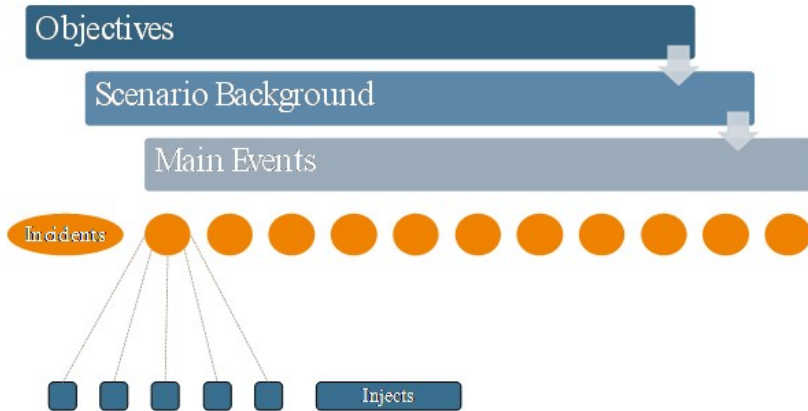 Objectives
Scenario Background
Main Events
Incidents
Injects